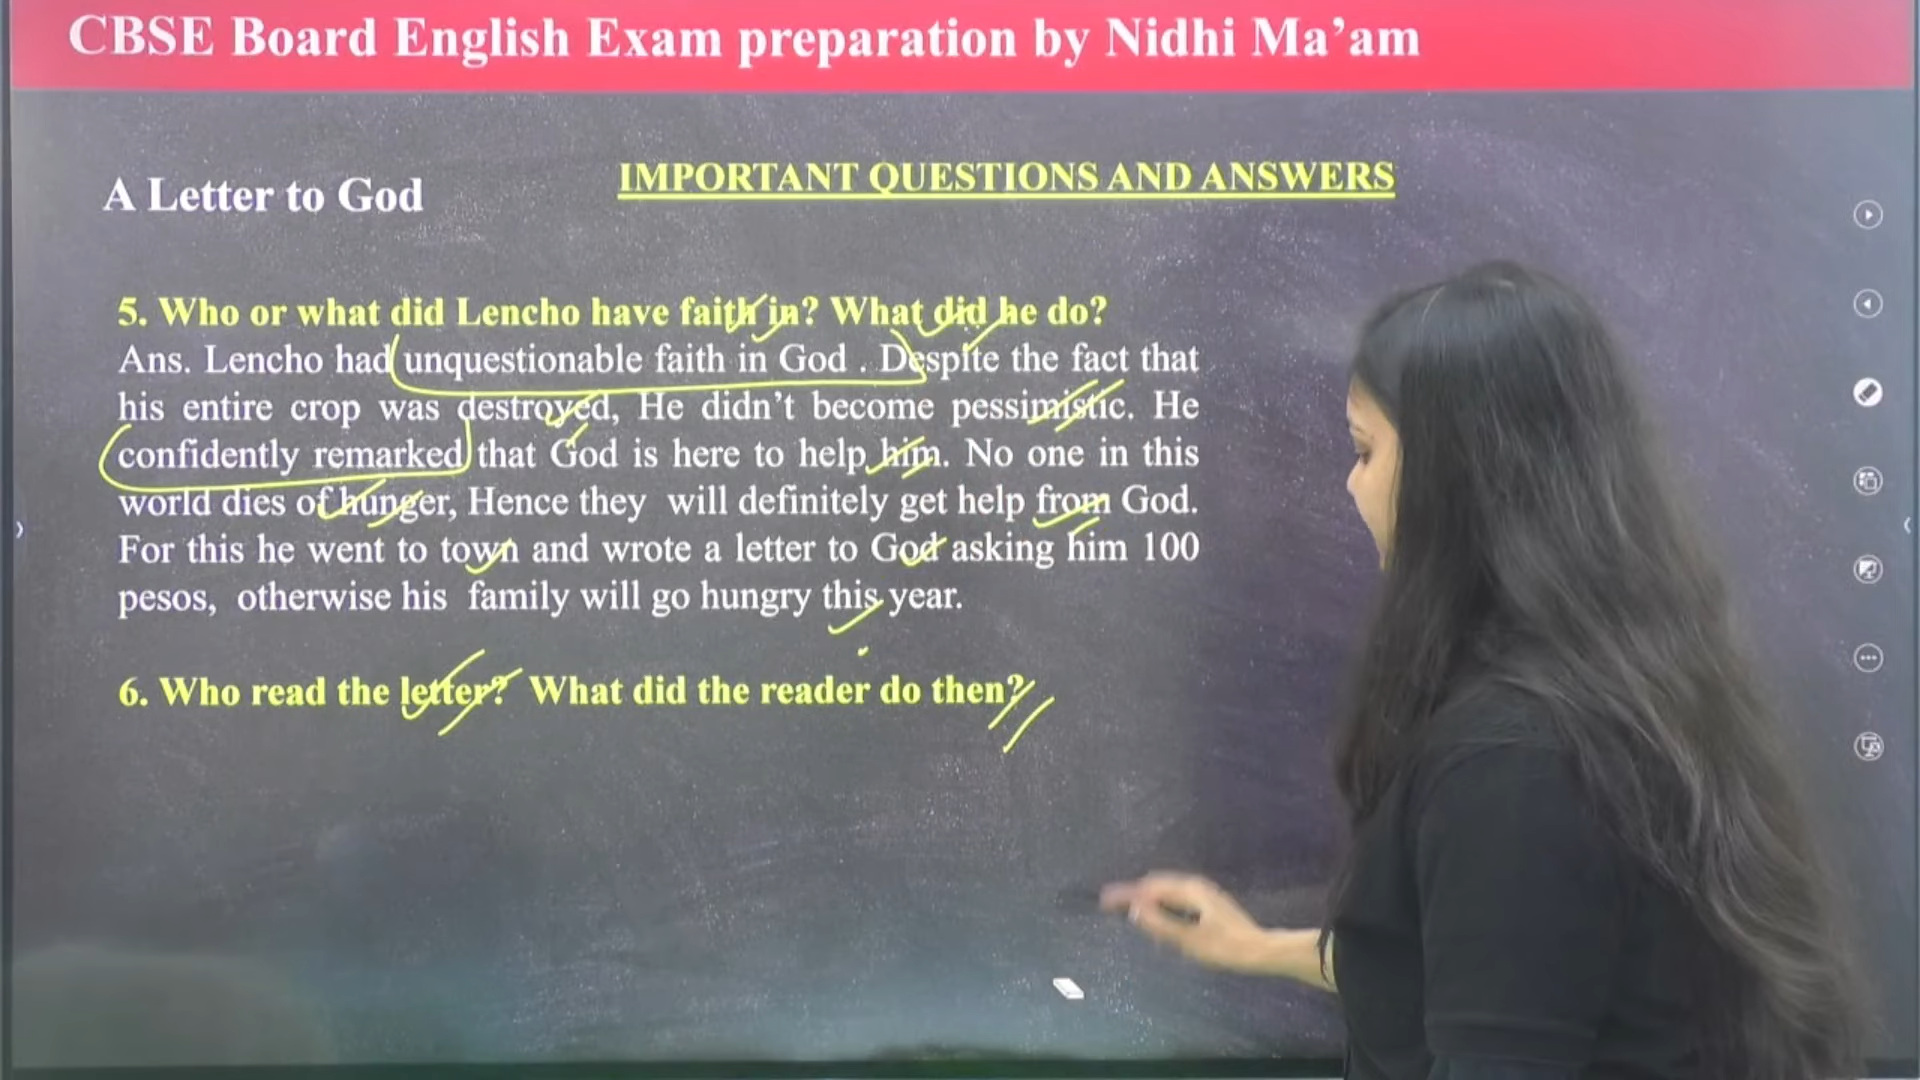 CBSE Board English Exam preparation by Nidhi Ma’am
A Letter to God
IMPORTANT QUESTIONS AND ANSWERS
5. Who or what did Lencho have faith in? What did he do?
Ans. Lencho had unquestionable faith in God . Despite the fact that
his entire crop was destroyed, He didn’t become pessimistic. He
confidently remarked that God is here to help him. No one in this
world dies of hunger, Hence they will definitely get help from God.
For this he went to town and wrote a letter to God asking him 100
pesos, otherwise his family will go hungry this year.
6. Who read the letter? What did the reader do then?